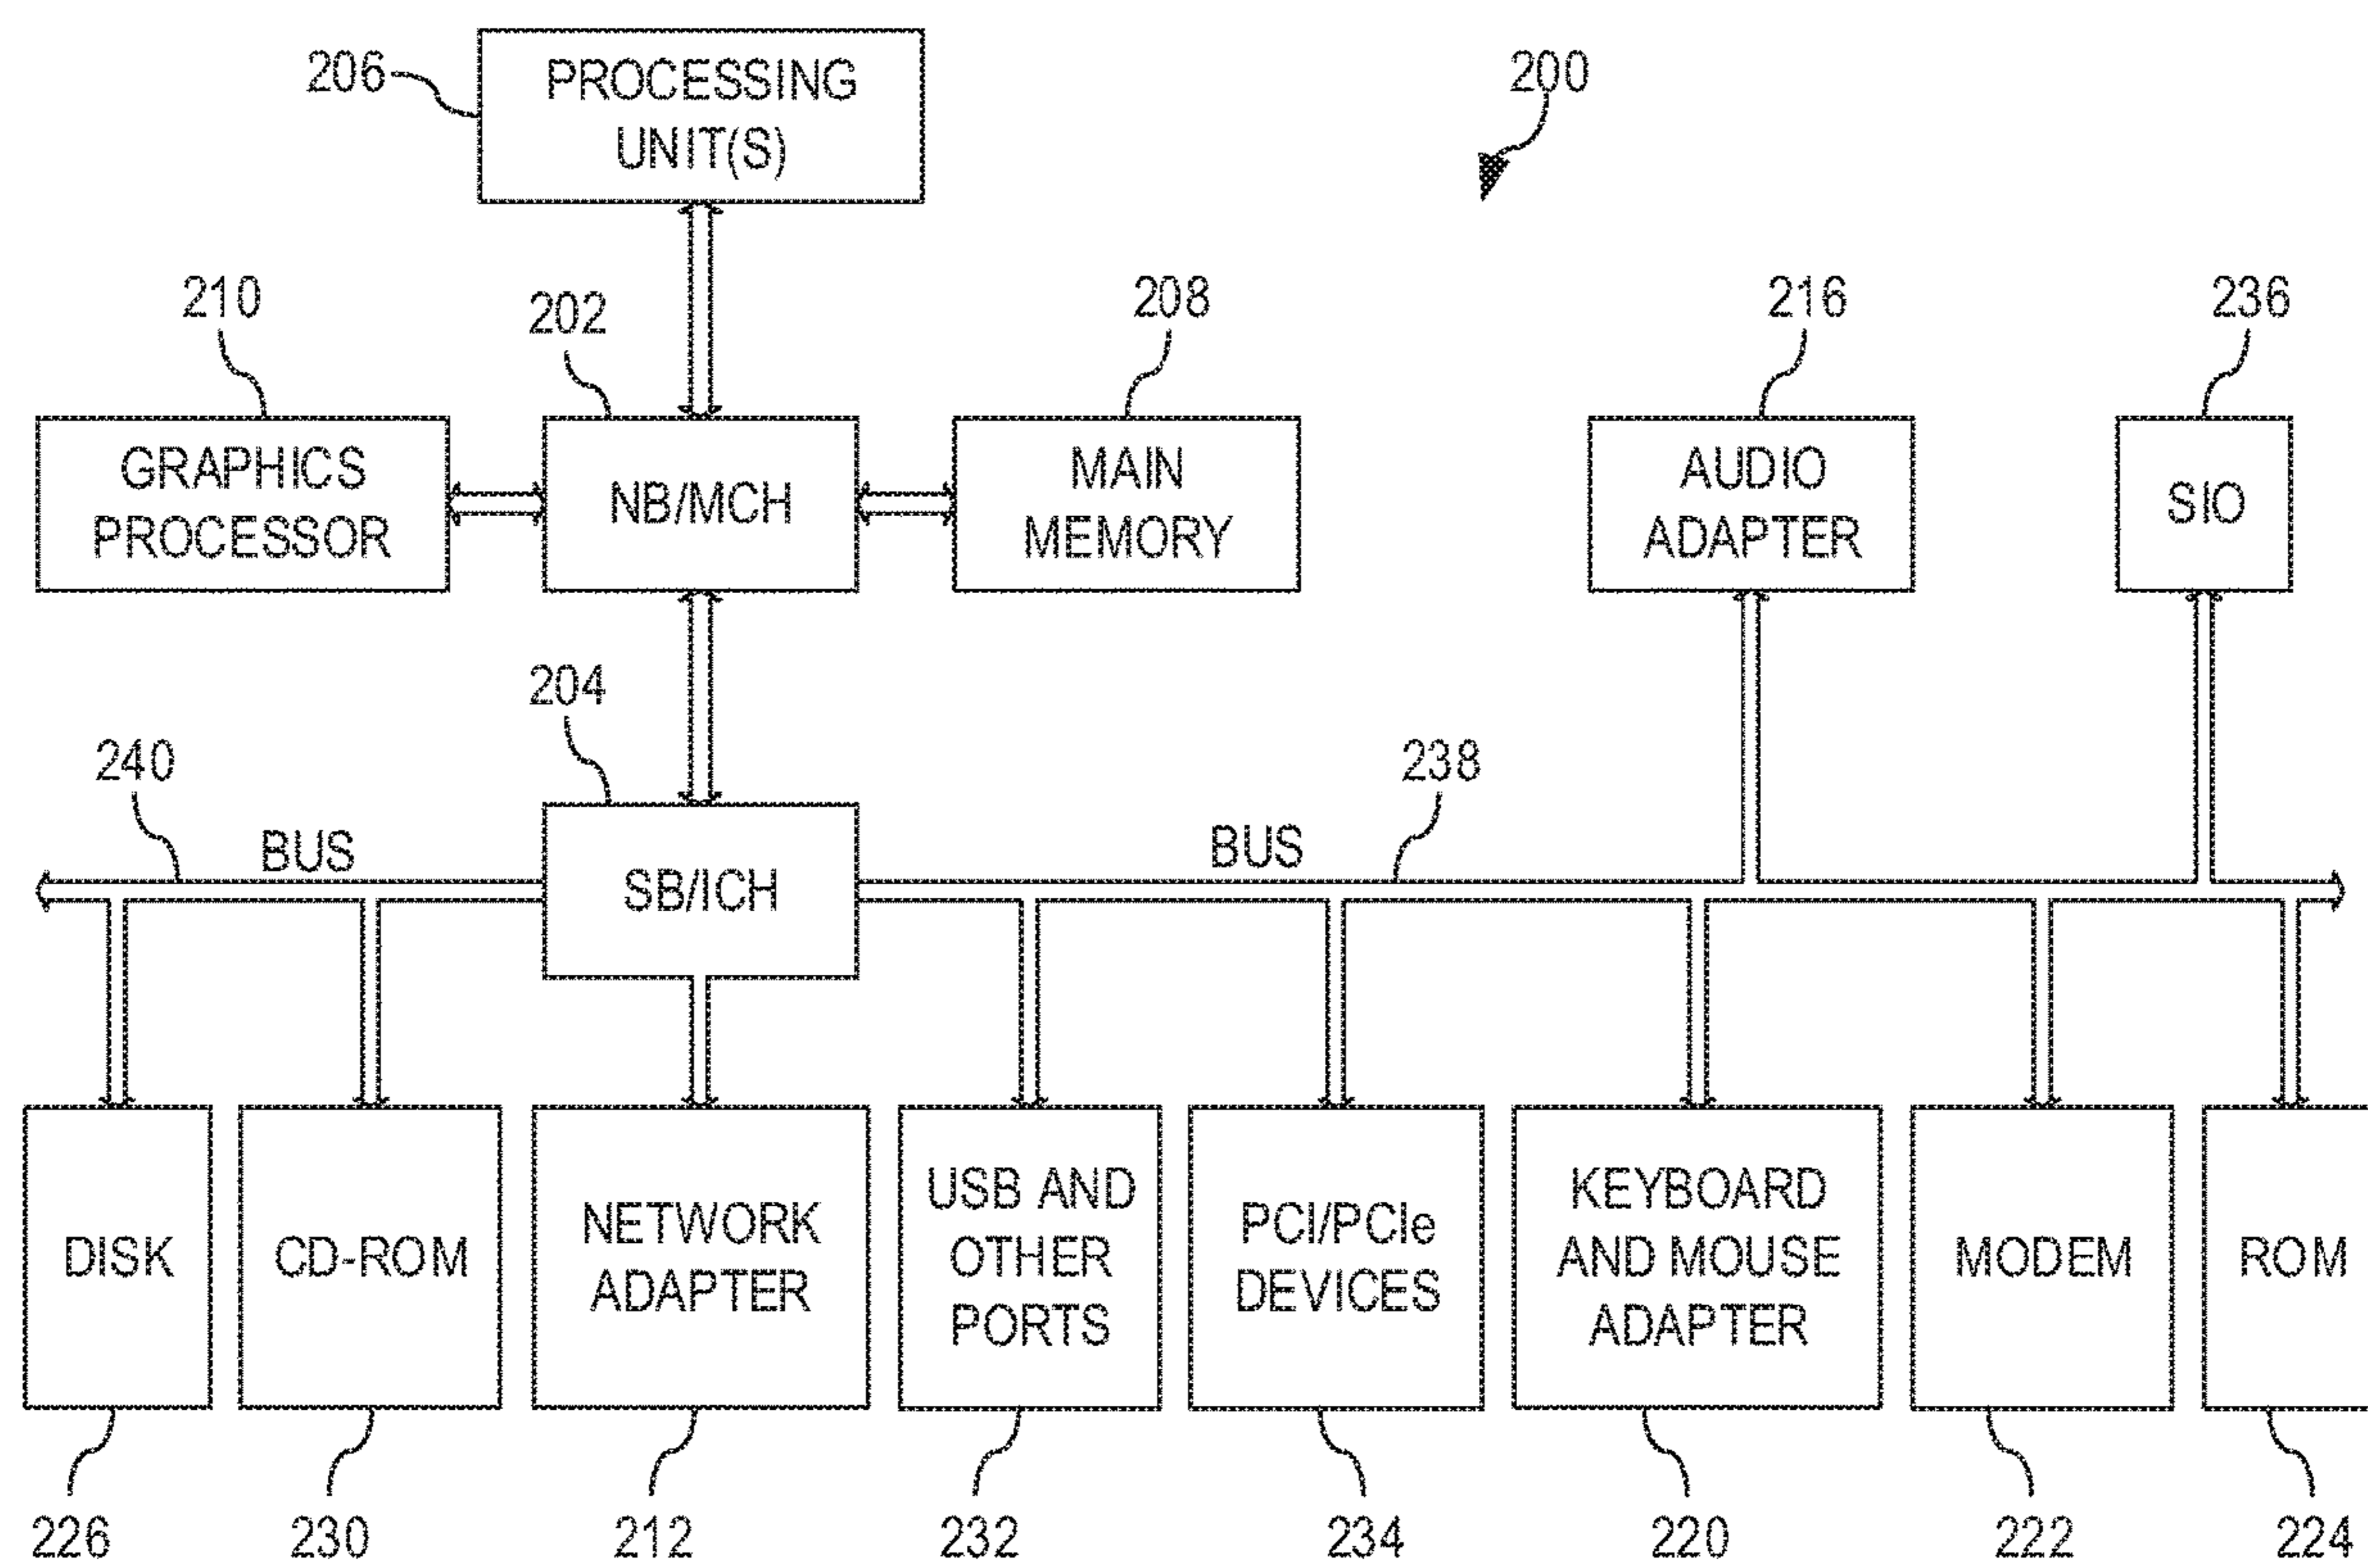 206
PROCESSING
UNIT(S)
200
210
202
208
216
236
GRAPHICS
PROCESSOR
NB/MCH
MAIN
MEMORY
AUDIO
ADAPTER
SIO
204
240
238
BUS
BUS
SB/ICH
DISK
CD-ROM
NETWORK
ADAPTER
USB AND
OTHER
PORTS
PCI/PCIe
DEVICES
KEYBOARD
AND MOUSE
ADAPTER
MODEM
ROM
226
230
212
232
234
220
222
224